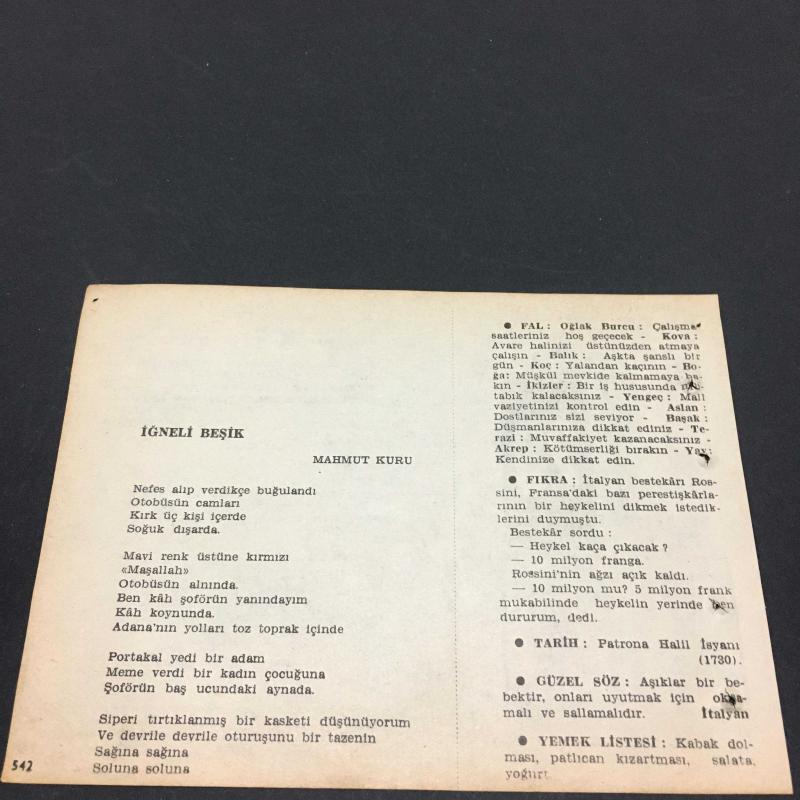 İĞNELİ BEŞİK
MAHMUT KURU
Nefes alıp verdikçe buğulandı
Otobüsün camları
Kırk üç kişi içerde
Soğuk dışarda.
Mavi renk üstüne kırmızı
«Maşallah»
Otobüsün alnında.
Ben kâh şoförün yanındayım
Kâh koynunda.
Adana'nın yolları toz toprak içinde
Portakal yedi bir adam
Meme verdi bir kadın çocuğuna
Şoförün baş ucundaki aynada.
Siperi tırtıklanmış bir kasketi düşünüyorum
Ve devrile devrile oturuşunu bir tazenin
Sağına sağına
Soluna soluna
542
● FAL : Oğlak Burcu : Çalışma
saatleriniz hoş geçecek - Kova :
Avare halinizi üstünüzden atmaya
çalışın - Balık : Aşkta şanslı bir
gün - Koç : Yalandan kaçının - Bo-
ğa: Müşkül mevkide kalmamaya ba-
kın - İkizler : Bir iş hususunda mu-
tabık kalacaksınız - Yengeç : Mali
vaziyetinizi kontrol edin - Aslan :
Dostlarınız sizi seviyor - Başak :
Düşmanlarınıza dikkat ediniz - Te-
razi : Muvaffakiyet kazanacaksınız -
Akrep : Kötümserliği bırakın - Yay:
Kendinize dikkat edin.
● FIKRA : İtalyan bestekârı Ros-
sini, Fransa'daki bazı perestişkârla-
rının bir heykelini dikmek istedik-
lerini duymuştu.
Bestekâr sordu :
— Heykel kaça çıkacak ?
— 10 milyon franga.
Rossini'nin ağzı açık kaldı.
— 10 milyon mu? 5 milyon frank
mukabilinde heykelin yerinde ben
dururum, dedi.
● TARİH : Patrona Halil İsyanı
(1730).
● GÜZEL SÖZ : Aşıklar bir be-
bektir, onları uyutmak için okşa-
malı ve sallamalıdır. İtalyan
● YEMEK LİSTESİ : Kabak dol-
ması, patlıcan kızartması, salata,
yoğurt